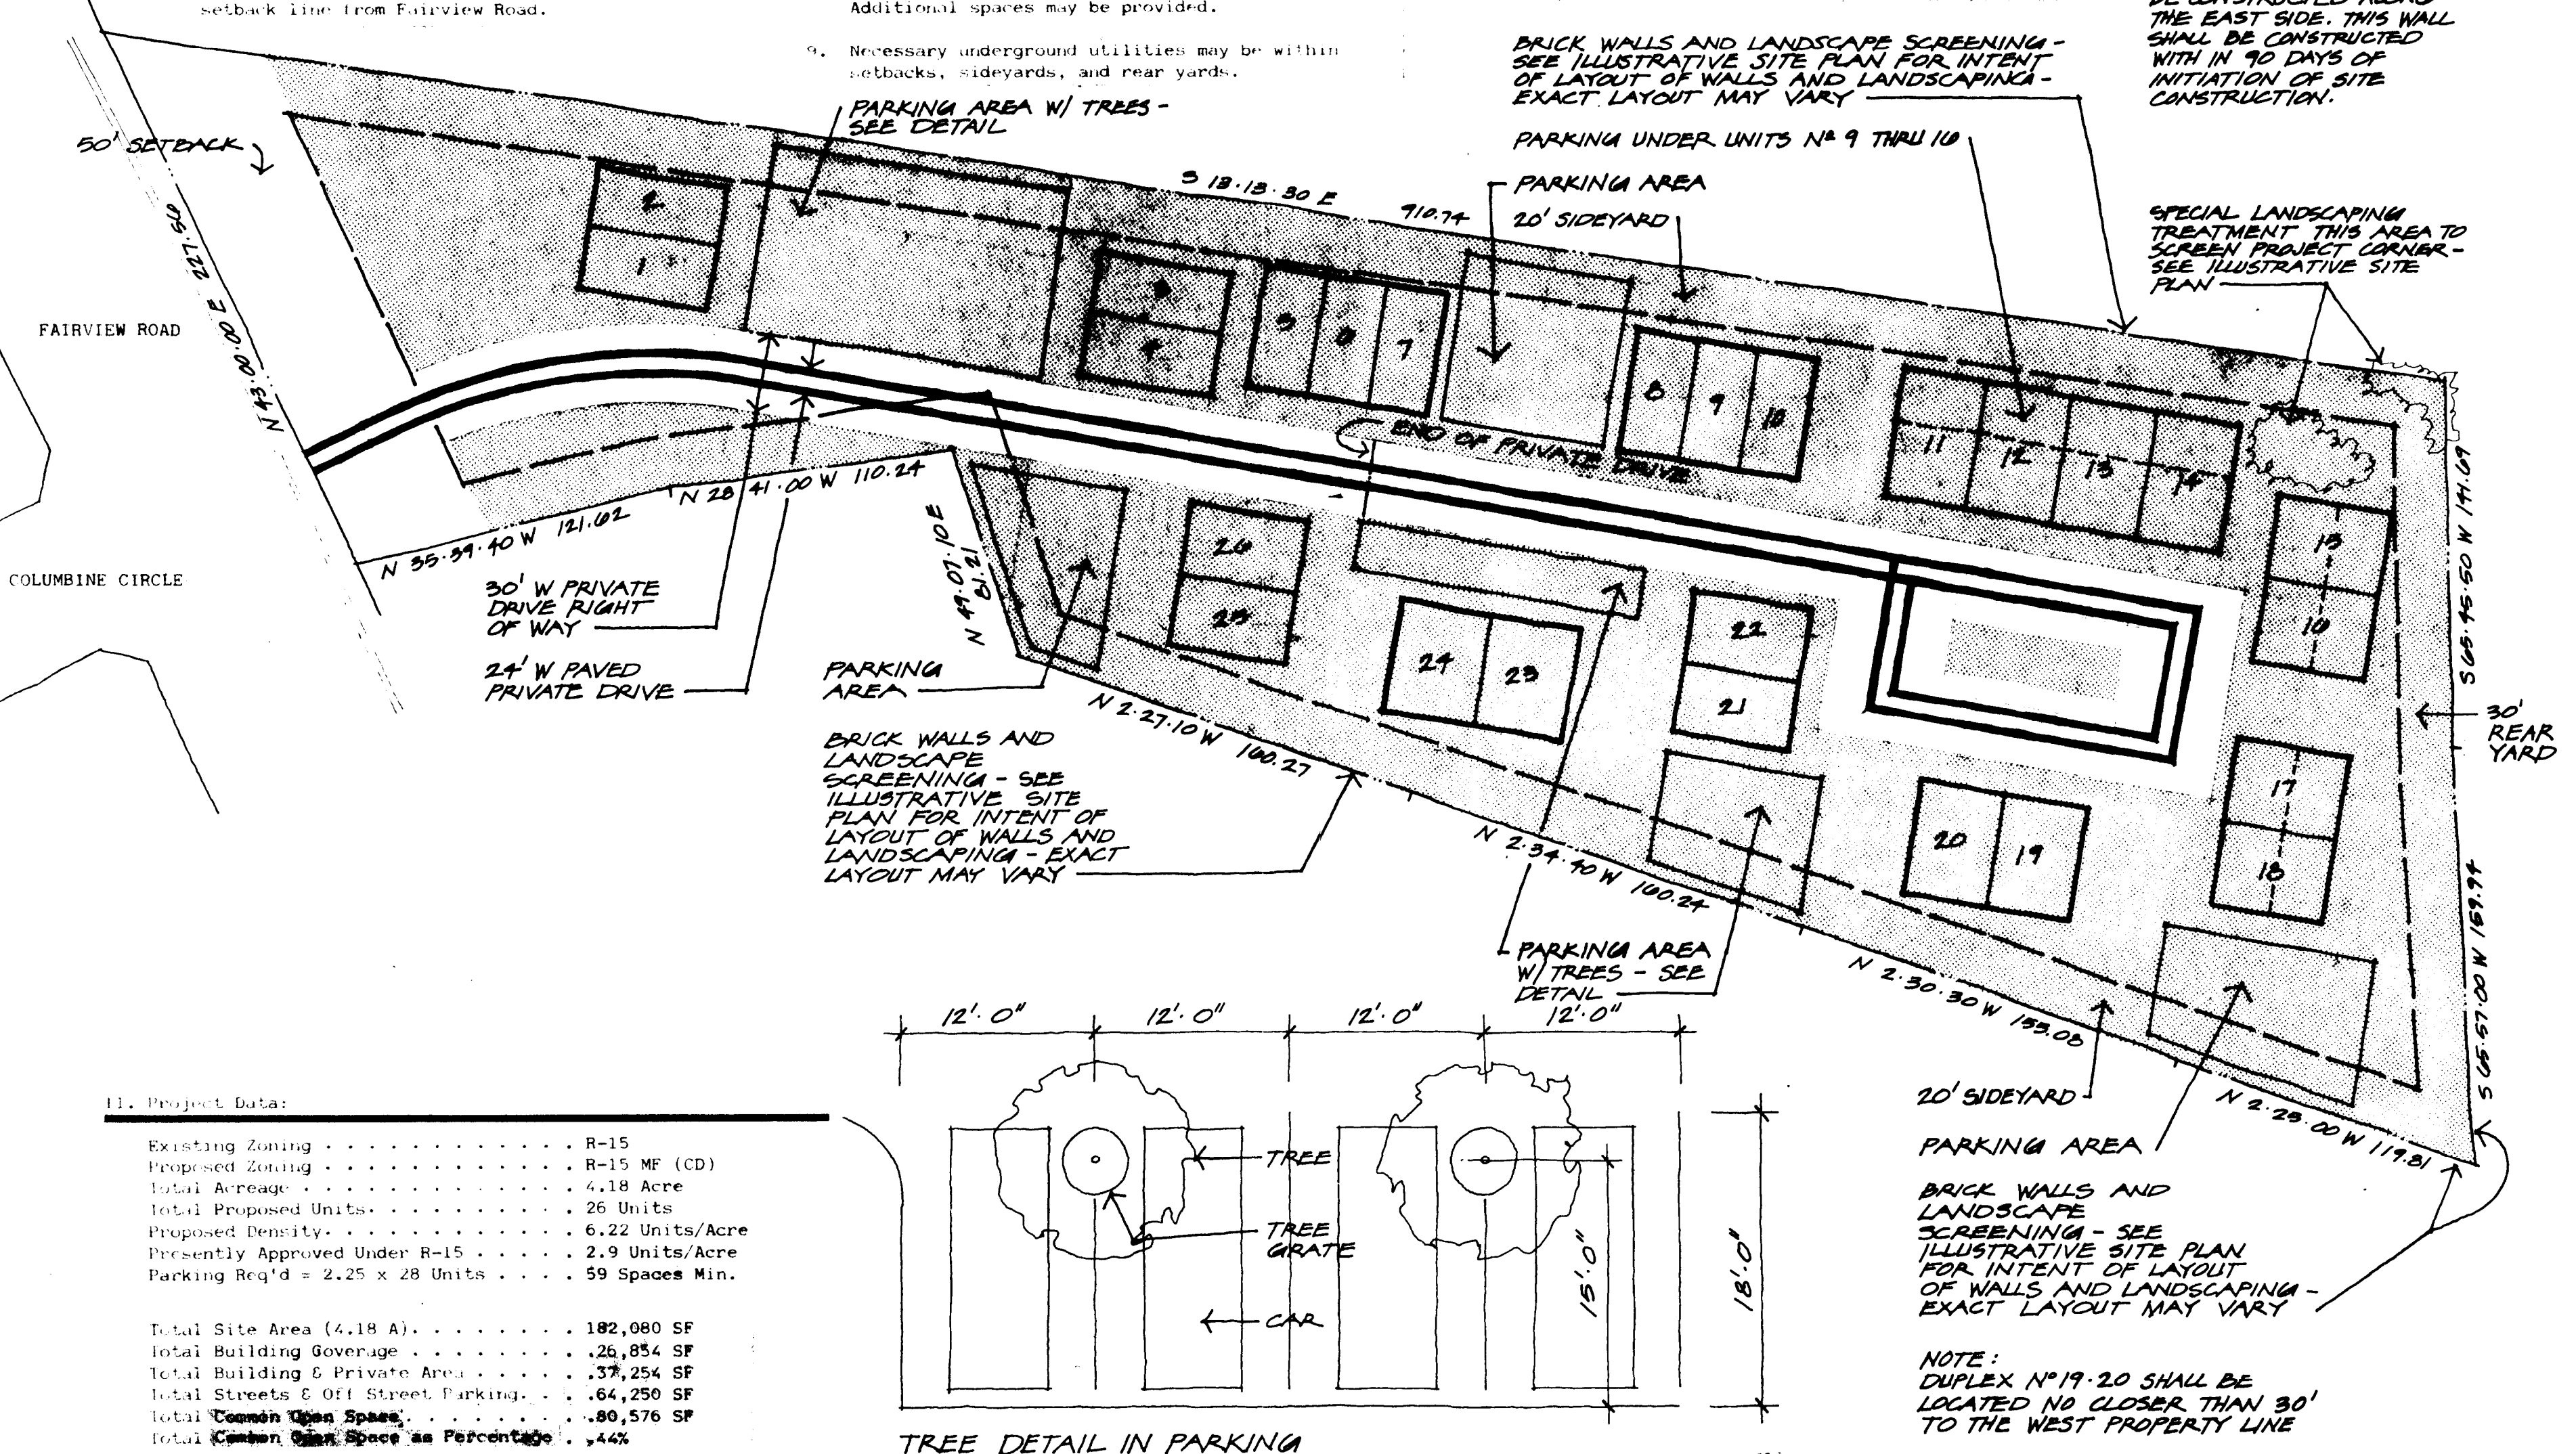 setback line from Fairview Road.
Additional spaces may be provided.
9. Necessary underground utilities may be within
setbacks, sideyards, and rear yards.
THE EAST SIDE. THIS WALL
SHALL BE CONSTRUCTED
WITH IN 90 DAYS OF
INITIATION OF SITE
CONSTRUCTION.
BRICK WALLS AND LANDSCAPE SCREENING -
SEE ILLUSTRATIVE SITE PLAN FOR INTENT
OF LAYOUT OF WALLS AND LANDSCAPING -
EXACT LAYOUT MAY VARY
PARKING AREA W/ TREES -
SEE DETAIL
PARKING UNDER UNITS Nº 9 THRU 16
50' SETBACK
PARKING AREA
20' SIDEYARD
S 13·13·30 E 910.74
SPECIAL LANDSCAPING
TREATMENT THIS AREA TO
SCREEN PROJECT CORNER -
SEE ILLUSTRATIVE SITE
PLAN
N 43·00·00 E 227.56
FAIRVIEW ROAD
COLUMBINE CIRCLE
2
1
4
5
6
7
8
9
10
11
12
13
14
15
16
17
18
19
20
21
22
23
24
25
26
END OF PRIVATE DRIVE
N 28·41·00 W 110.24
N 35·39·40 W 121.62
N 49·07·10 E
81.21
S 65·45·50 W 191.69
30'
REAR
YARD
30' W PRIVATE
DRIVE RIGHT
OF WAY
24' W PAVED
PRIVATE DRIVE
PARKING
AREA
N 2·27·10 W 160.27
BRICK WALLS AND
LANDSCAPE
SCREENING - SEE
ILLUSTRATIVE SITE
PLAN FOR INTENT OF
LAYOUT OF WALLS AND
LANDSCAPING - EXACT
LAYOUT MAY VARY
N 2·34·40 W 160.24
PARKING AREA
W/ TREES - SEE
DETAIL
N 2·30·30 W 155.08
S 65·57·00 W 159.94
20' SIDEYARD
PARKING AREA
N 2·25·00 W 119.81
BRICK WALLS AND
LANDSCAPE
SCREENING - SEE
ILLUSTRATIVE SITE PLAN
FOR INTENT OF LAYOUT
OF WALLS AND LANDSCAPING -
EXACT LAYOUT MAY VARY
NOTE:
DUPLEX Nº 19·20 SHALL BE
LOCATED NO CLOSER THAN 30'
TO THE WEST PROPERTY LINE
12'·0" 12'·0" 12'·0" 12'·0"
TREE
TREE
GRATE
CAR
15'·0"
18'·0"
TREE DETAIL IN PARKING
11. Project Data:
Existing Zoning . . . . . . . . . . . . . R-15
Proposed Zoning . . . . . . . . . . . . . R-15 MF (CD)
Total Acreage . . . . . . . . . . . . . . 4.18 Acre
Total Proposed Units. . . . . . . . . . . 26 Units
Proposed Density. . . . . . . . . . . . . 6.22 Units/Acre
Presently Approved Under R-15 . . . . . 2.9 Units/Acre
Parking Req'd = 2.25 x 28 Units . . . . 59 Spaces Min.
Total Site Area (4.18 A). . . . . . . . . 182,080 SF
Total Building Goverage . . . . . . . . .26,854 SF
Total Building & Private Area . . . . . .37,254 SF
Total Streets & Off Street Parking. . . .64,250 SF
Total Common Open Space. . . . . . . . .80,576 SF
Total Common Open Space as Percentage . .44%